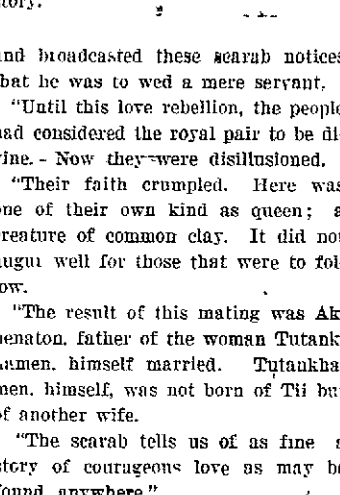 tory.
and broadcasted these scarab notices
that he was to wed a mere servant.
"Until this love rebellion, the people
had considered the royal pair to be di-
vine. - Now they were disillusioned.
"Their faith crumpled. Here was
one of their own kind as queen; a
creature of common clay. It did not
augur well for those that were to fol-
low.
"The result of this mating was Ak-
henaton, father of the woman Tutank-
hamen, himself married. Tutankha-
men, himself, was not born of Tii but
of another wife.
"The scarab tells us of as fine a
story of courageous love as may be
found anywhere."